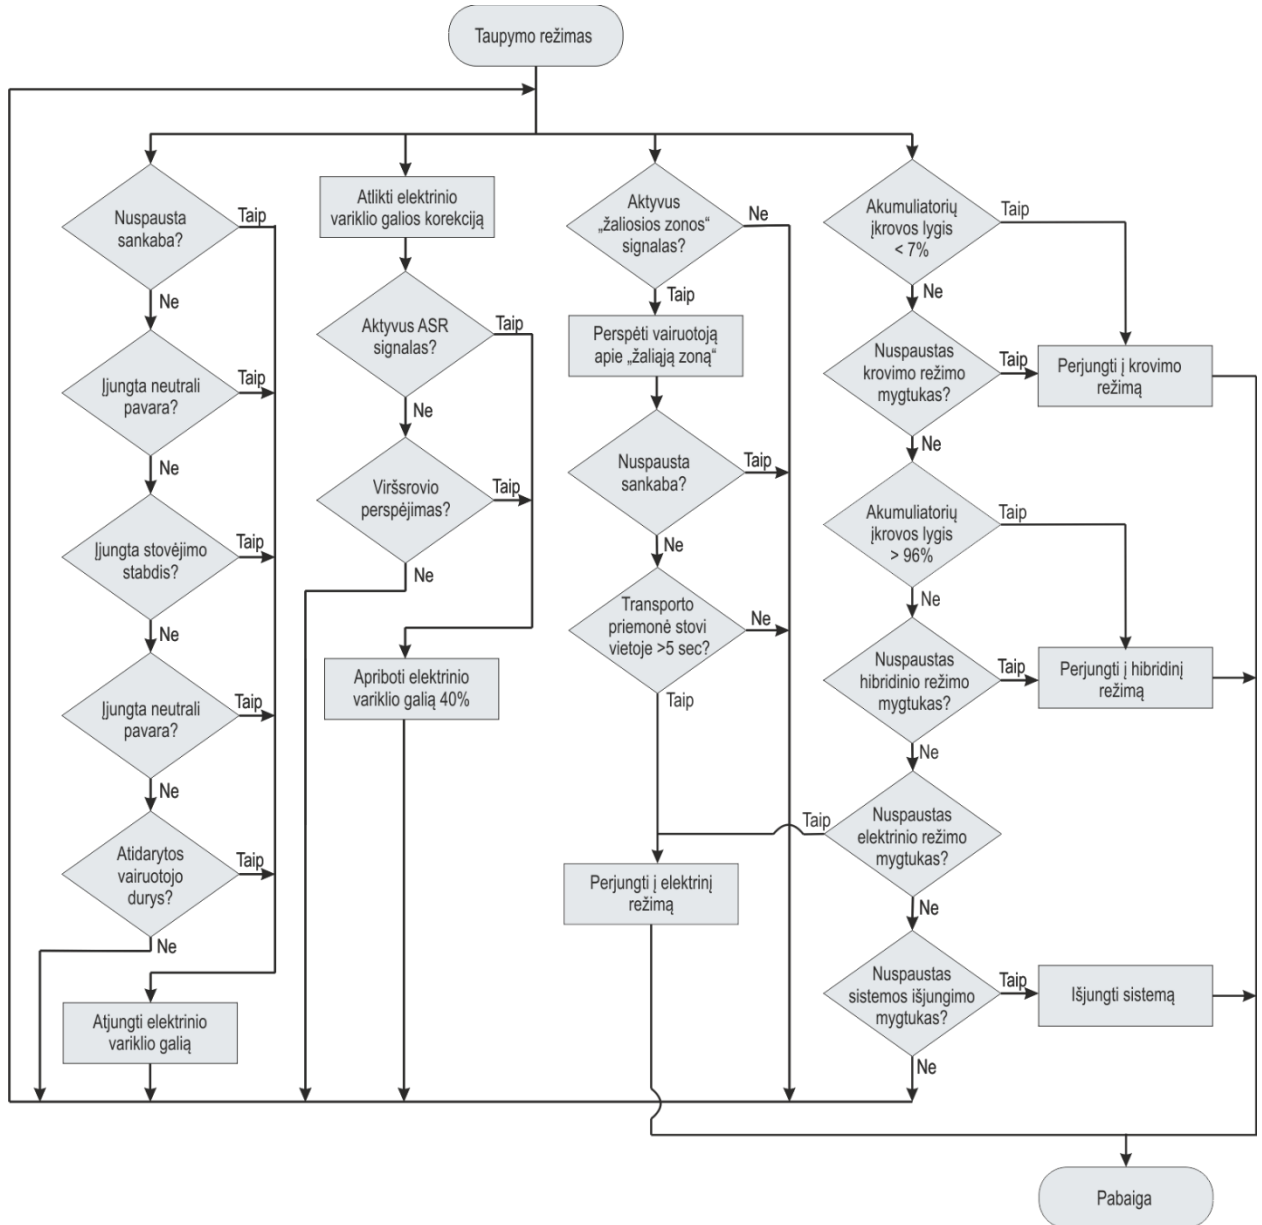 Taupymo režimas
Nuspausta
sankaba?
Taip
Ne
Įjungta neutrali
pavara?
Taip
Ne
Įjungta stovėjimo
stabdis?
Taip
Ne
Įjungta neutrali
pavara?
Taip
Ne
Atidarytos
vairuotojo
durys?
Taip
Ne
Atjungti elektrinio
variklio galią
Atlikti elektrinio
variklio galios korekciją
Aktyvus ASR
signalas?
Taip
Ne
Viršsrovio
perspėjimas?
Taip
Ne
Apriboti elektrinio
variklio galią 40%
Aktyvus
„žaliosios zonos“
signalas?
Ne
Taip
Perspėti vairuotoją
apie „žaliąją zoną“
Nuspausta
sankaba?
Taip
Ne
Transporto
priemonė stovi
vietoje >5 sec?
Ne
Taip
Perjungti į elektrinį
režimą
Akumuliatorių
įkrovos lygis
< 7%
Taip
Ne
Nuspaustas
krovimo režimo
mygtukas?
Taip
Perjungti į krovimo
režimą
Ne
Akumuliatorių
įkrovos lygis
> 96%
Taip
Ne
Nuspaustas
hibridinio režimo
mygtukas?
Taip
Perjungti į hibridinį
režimą
Ne
Nuspaustas
elektrinio režimo
mygtukas?
Taip
Ne
Nuspaustas
sistemos išjungimo
mygtukas?
Taip
Išjungti sistemą
Ne
Pabaiga